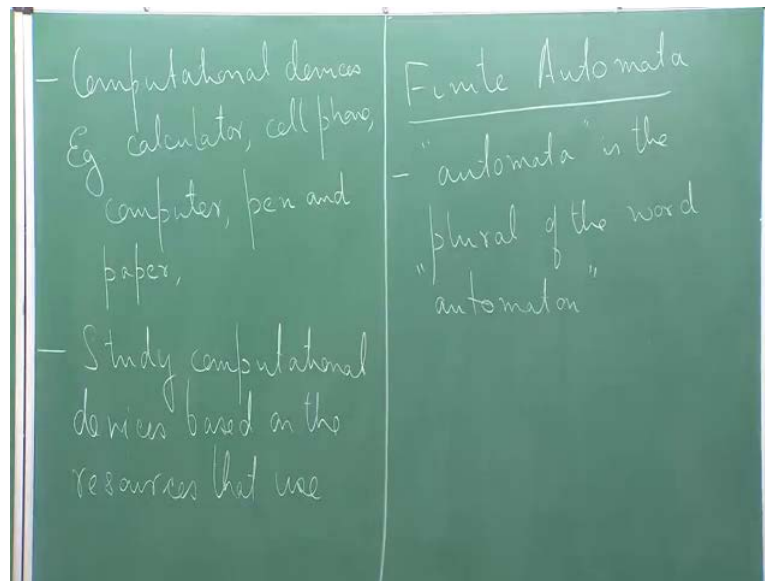 - Computational devices
Eg calculator, cell phone,
computer, pen and
paper,
- Study computational
devices based on the
resources that use
Finite Automata
- "automata" is the
plural of the word
"automaton"